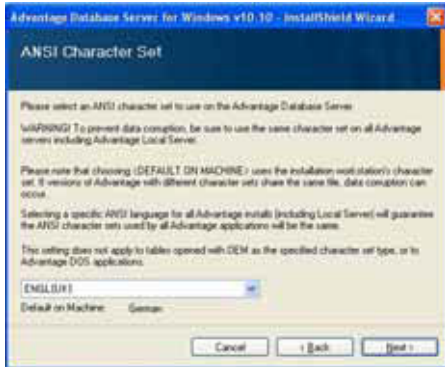 Advantage Database Server for Windows v10.10 - InstallShield Wizard
ANSI Character Set
Please select an ANSI character set to use on the Advantage Database Server
WARNING! To prevent data corruption, be sure to use the same character set on all Advantage
servers including Advantage Local Server.
Please note that choosing <DEFAULT ON MACHINE> uses the installation workstation's character
set. If versions of Advantage with different character sets share the same file, data corruption can
occur.
Selecting a specific ANSI language for all Advantage installs (including Local Server) will guarantee
the ANSI character sets used by all Advantage applications will be the same.
This setting does not apply to tables opened with OEM as the specified character set type, or to
Advantage DOS applications.
ENGL(UK)
Default on Machine: German
Cancel
< Back
Next >